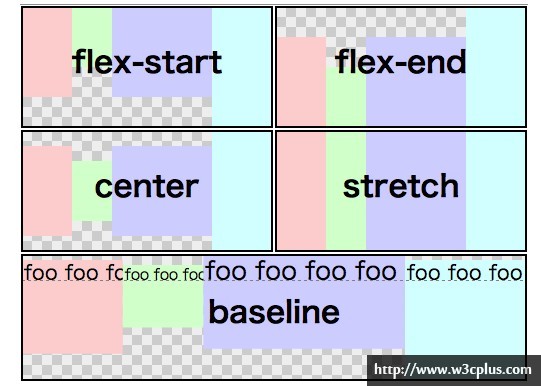 flex-start
flex-end
center
stretch
foo foo fo
foo foo foo
foo foo foo foo
foo foo foo
baseline
http://www.w3cplus.com